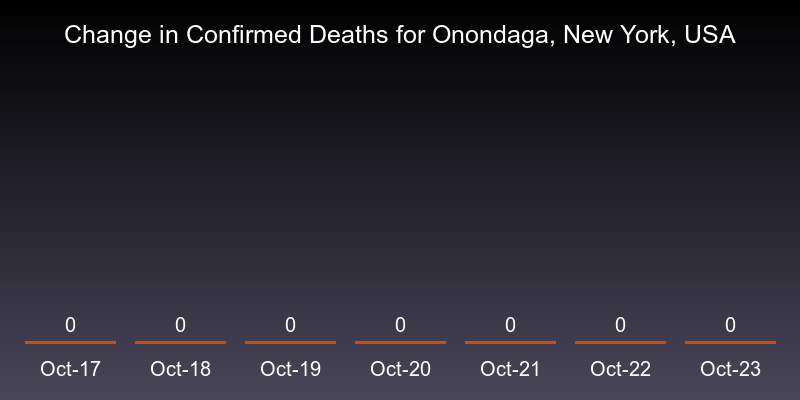 Change in Confirmed Deaths for Onondaga, New York, USA
0 0 0 0 0 0 0
Oct-17 Oct-18 Oct-19 Oct-20 Oct-21 Oct-22 Oct-23